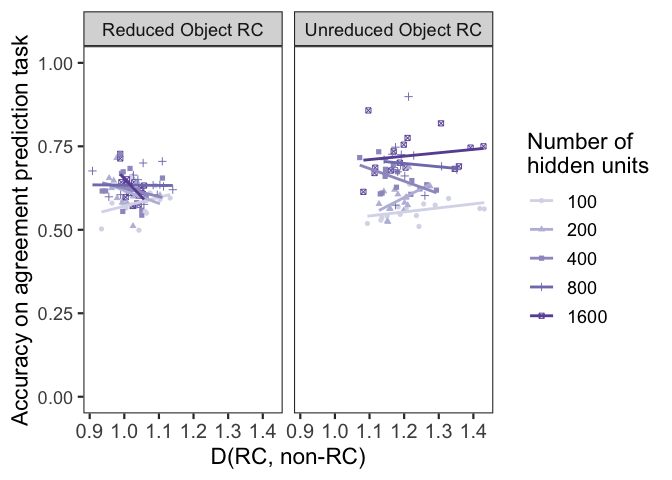 Reduced Object RC
Unreduced Object RC
Accuracy on agreement prediction task
1.00
0.75
0.50
0.25
0.00
0.9 1.0 1.1 1.2 1.3 1.4
0.9 1.0 1.1 1.2 1.3 1.4
D(RC, non-RC)
Number of
hidden units
100
200
400
800
1600